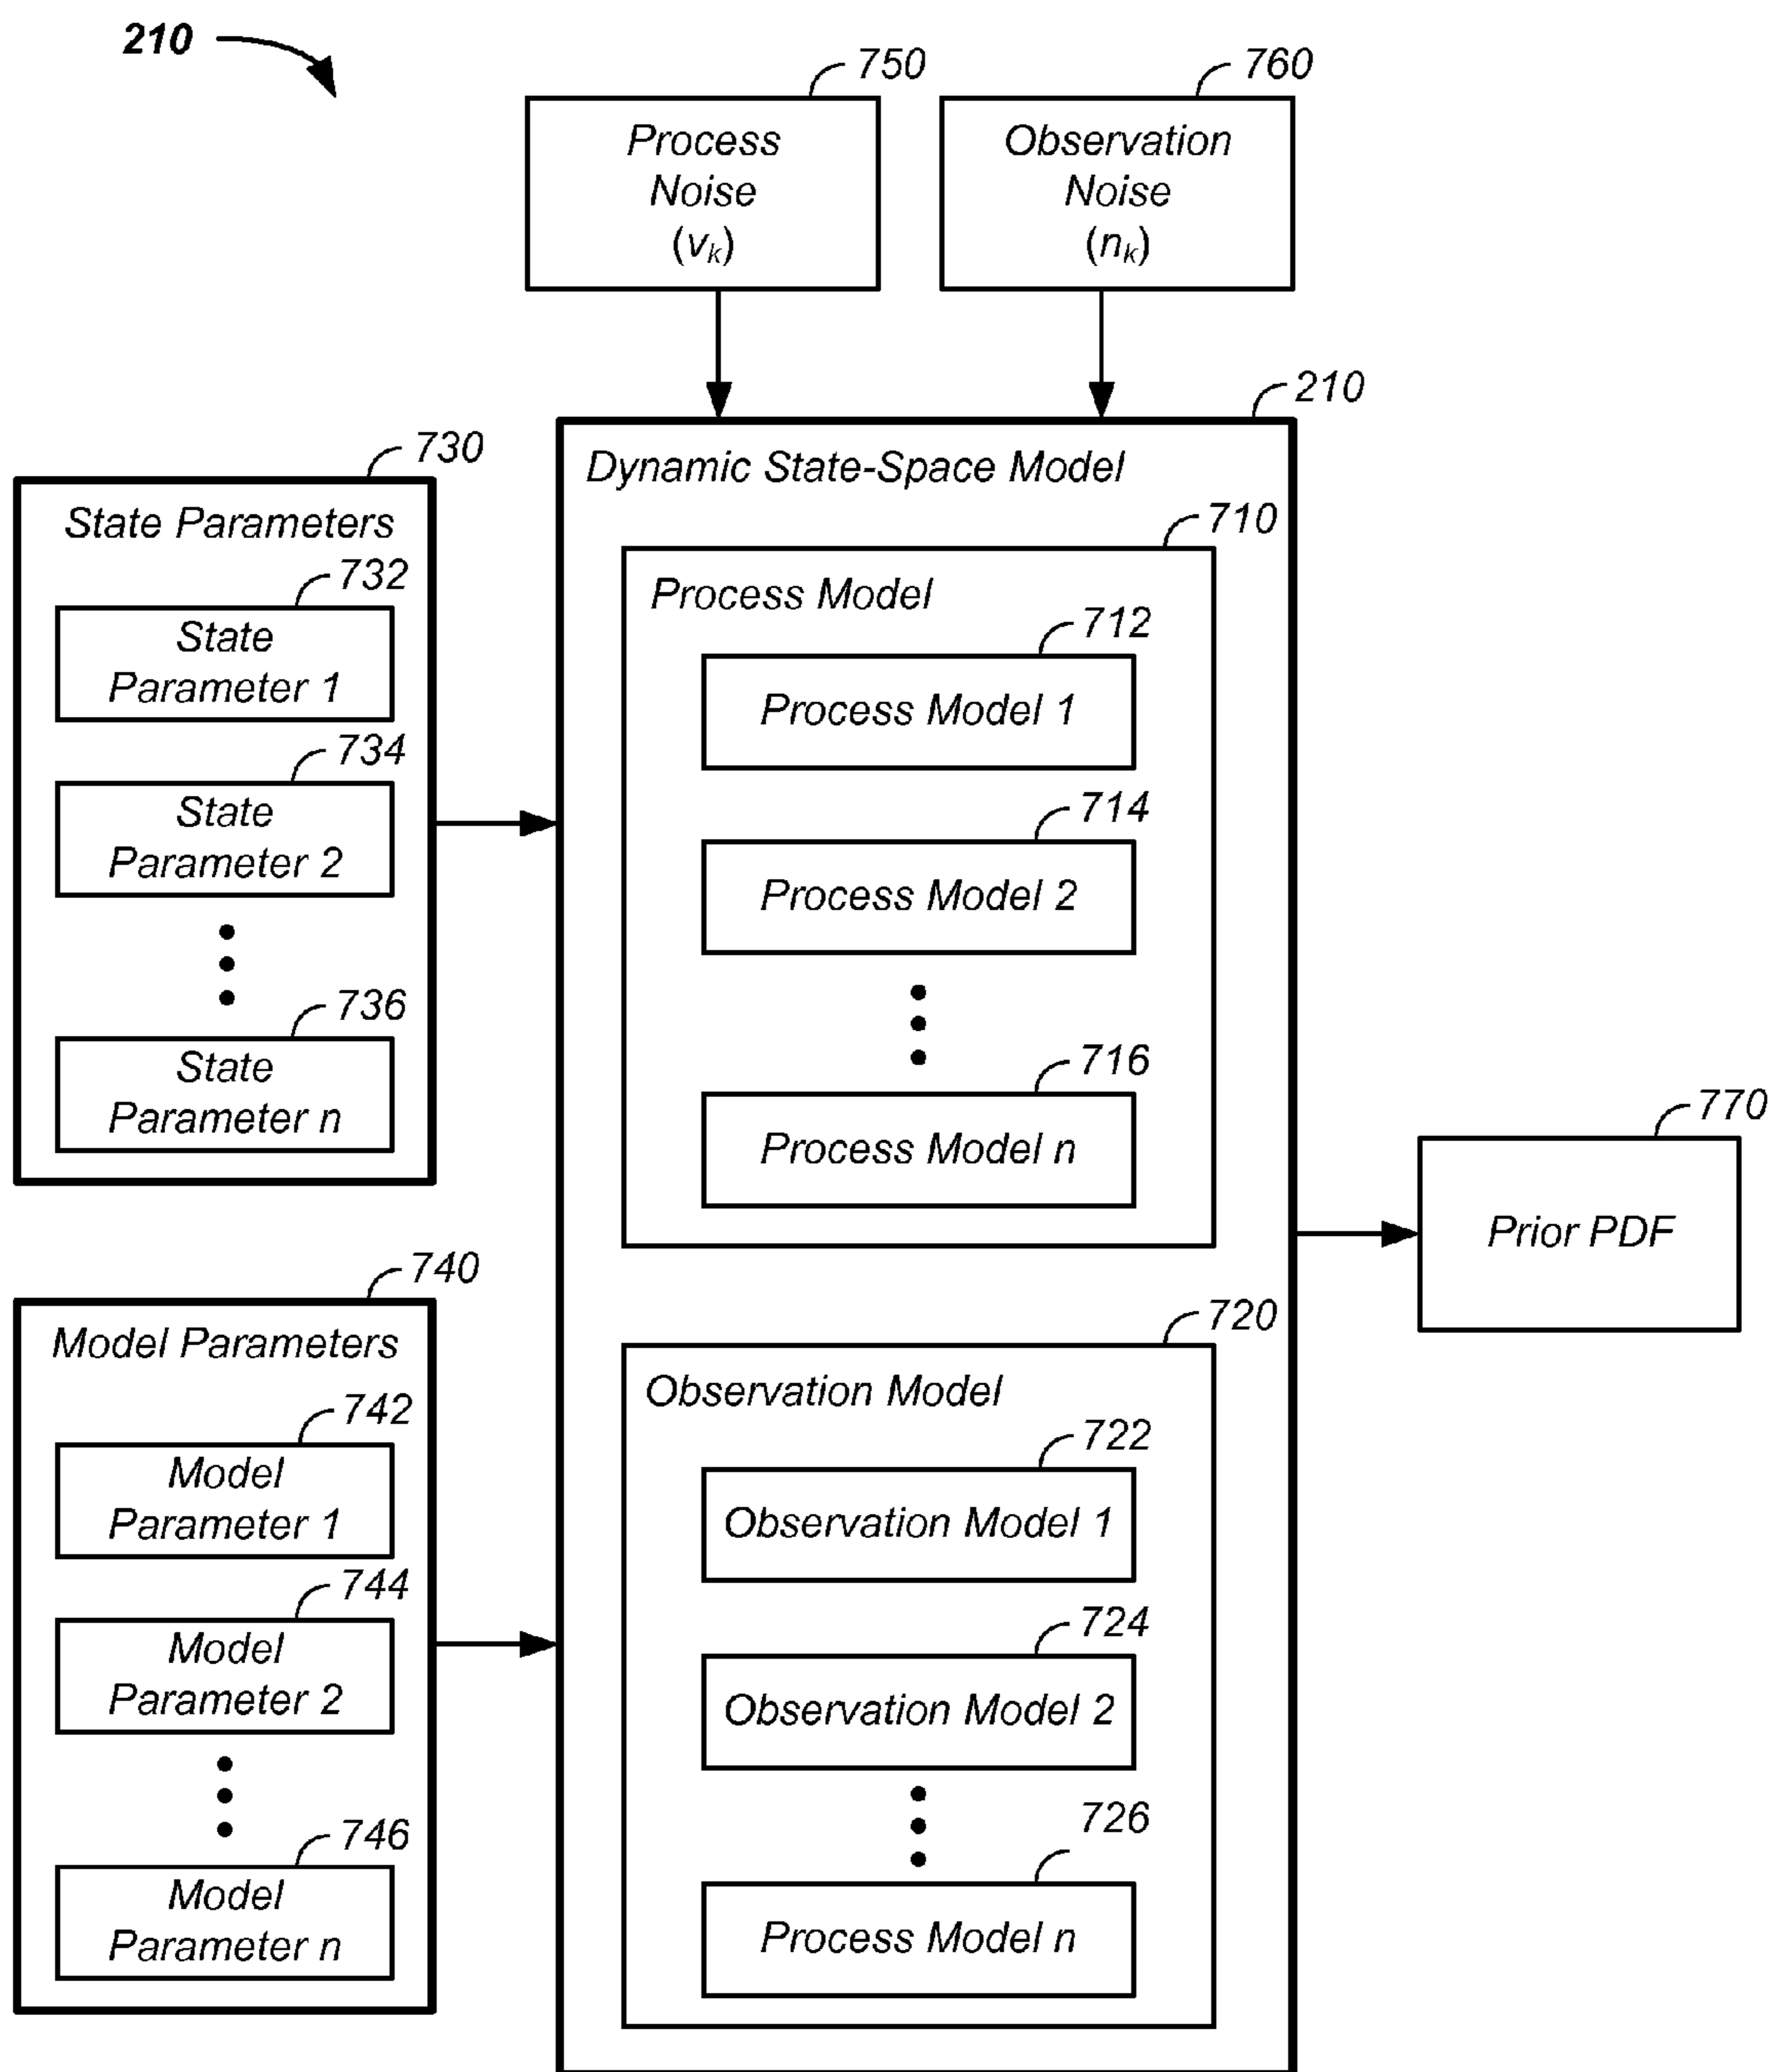 210
750
Process
Noise
(vk)
760
Observation
Noise
(nk)
730
State Parameters
732
State
Parameter 1
734
State
Parameter 2
736
State
Parameter n
740
Model Parameters
742
Model
Parameter 1
744
Model
Parameter 2
746
Model
Parameter n
210
Dynamic State-Space Model
710
Process Model
712
Process Model 1
714
Process Model 2
716
Process Model n
720
Observation Model
722
Observation Model 1
724
Observation Model 2
726
Process Model n
770
Prior PDF